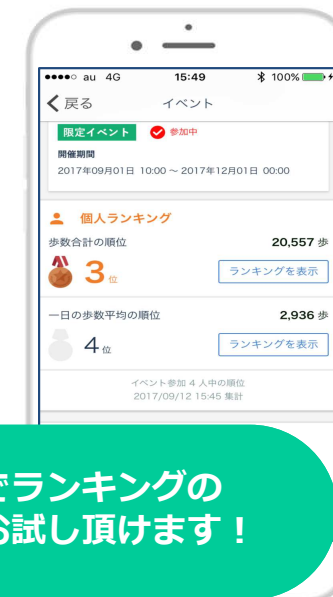 au 4G 15:49 100%
戻る イベント
限定イベント 参加中
開催期間
2017年09月01日 10:00 ～ 2017年12月01日 00:00
個人ランキング
歩数合計の順位 20,557 歩
3 位 ランキングを表示
一日の歩数平均の順位 2,936 歩
4 位 ランキングを表示
イベント参加 4 人中の順位
2017/09/12 15:45 集計
でランキングの
お試し頂けます！